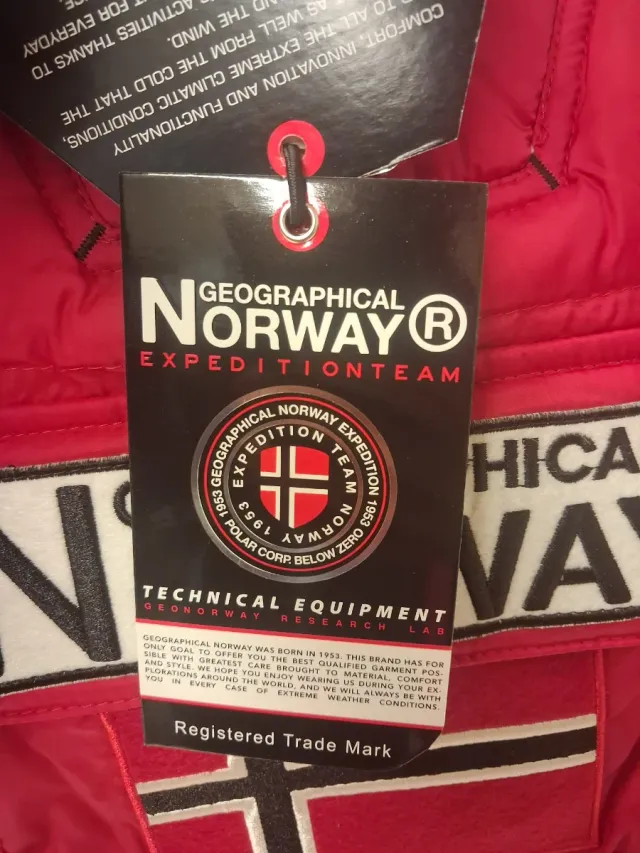 COMFORT, INNOVATION AND FUNCTIONALITY
TO ALL THE EXTREME CLIMATIC CONDITIONS,
AS WELL FROM THE COLD THAT THE
AND THE WIND.
ACTIVITIES THANKS TO
FOR EVERYDAY
GEOGRAPHICAL
NORWAY®
EXPEDITIONTEAM
GEOGRAPHICAL NORWAY EXPEDITION 1953
1953 POLAR CORP. BELOW ZERO
EXPEDITION TEAM
NORWAY 1953
TECHNICAL EQUIPMENT
GEONORWAY RESEARCH LAB
GEOGRAPHICAL NORWAY WAS BORN IN 1953. THIS BRAND HAS FOR
ONLY GOAL TO OFFER YOU THE BEST QUALIFIED GARMENT POS-
SIBLE WITH GREATEST CARE BROUGHT TO MATERIAL, COMFORT
AND STYLE. WE HOPE YOU ENJOY WEARING US DURING YOUR EX-
PLORATIONS AROUND THE WORLD, AND WE WILL ALWAYS BE WITH
YOU IN EVERY CASE OF EXTREME WEATHER CONDITIONS.
Registered Trade Mark
HICA
N
WA